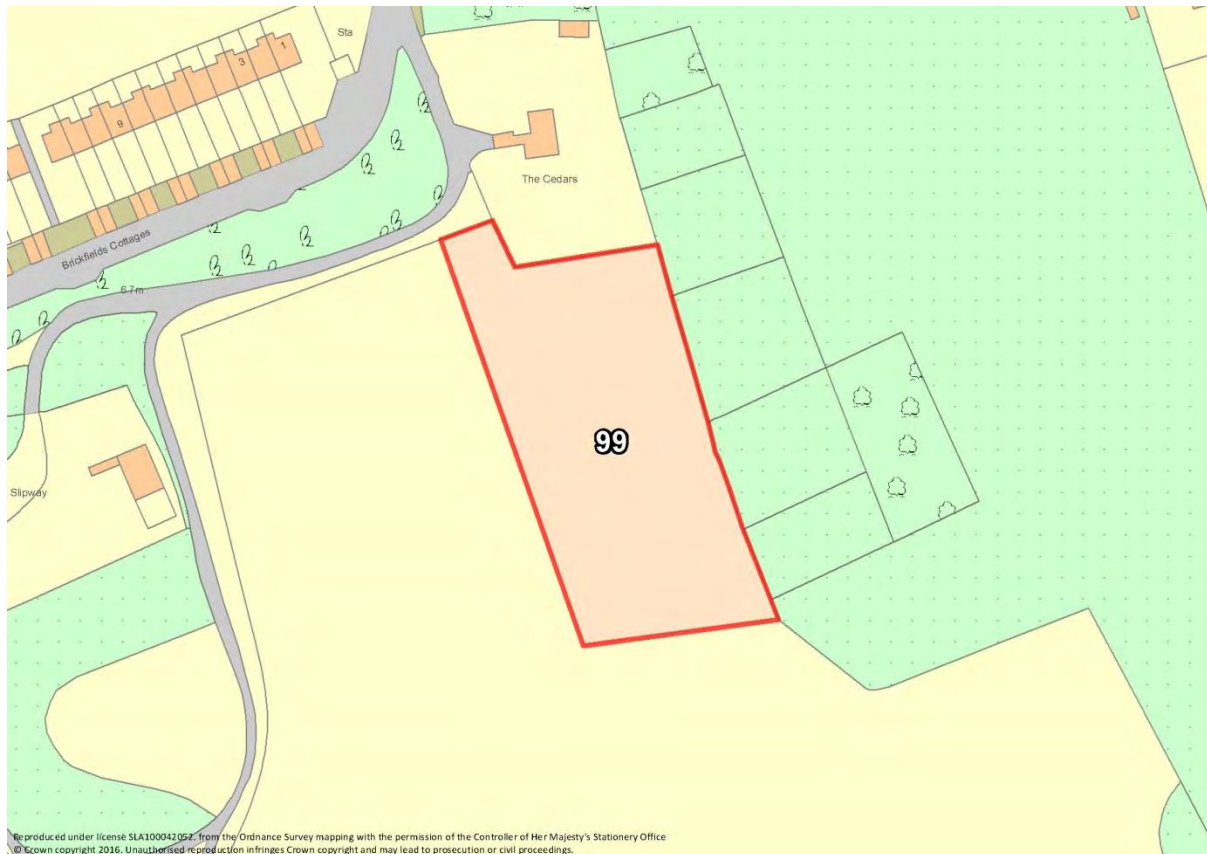 Sta
1
3
9
The Cedars
Brickfields Cottages
6.7m
99
Slipway
Reproduced under license SLA100042052. from the Ordnance Survey mapping with the permission of the Controller of Her Majesty's Stationery Office
© Crown copyright 2016. Unauthorised reproduction infringes Crown copyright and may lead to prosecution or civil proceedings.